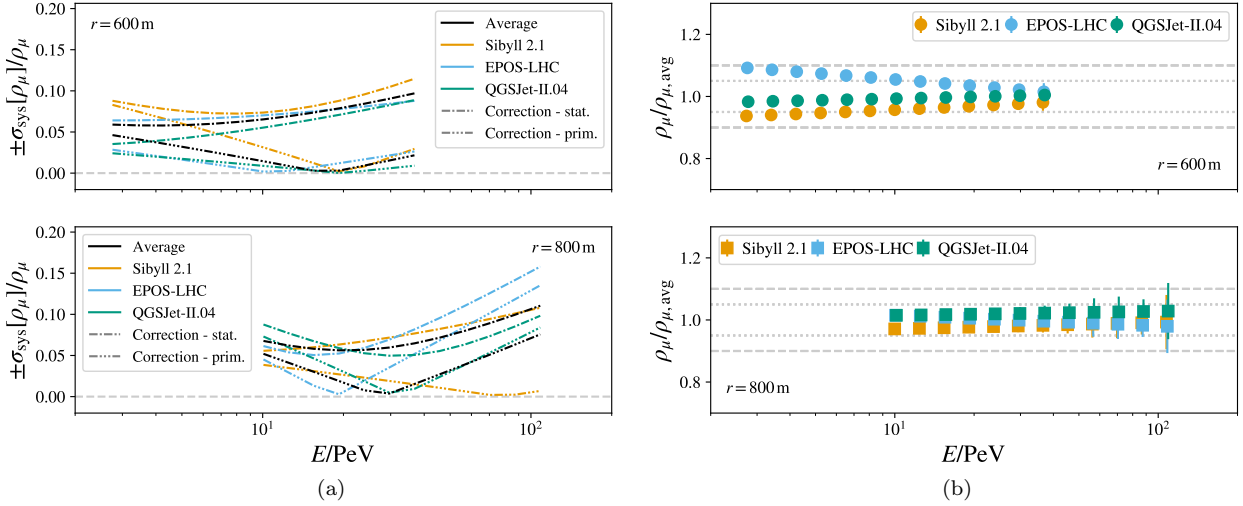 0.20
0.15
0.10
0.05
0.00
±σsys[ρμ]/ρμ
r = 600 m
Average
Sibyll 2.1
EPOS-LHC
QGSJet-II.04
Correction - stat.
Correction - prim.
1.2
1.0
0.8
ρμ/ρμ, avg
Sibyll 2.1 EPOS-LHC QGSJet-II.04
r = 600 m
0.20
0.15
0.10
0.05
0.00
±σsys[ρμ]/ρμ
Average
Sibyll 2.1
EPOS-LHC
QGSJet-II.04
Correction - stat.
Correction - prim.
r = 800 m
10¹ 10²
E/PeV
(a)
1.2
1.0
0.8
ρμ/ρμ, avg
Sibyll 2.1 EPOS-LHC QGSJet-II.04
r = 800 m
10¹ 10²
E/PeV
(b)